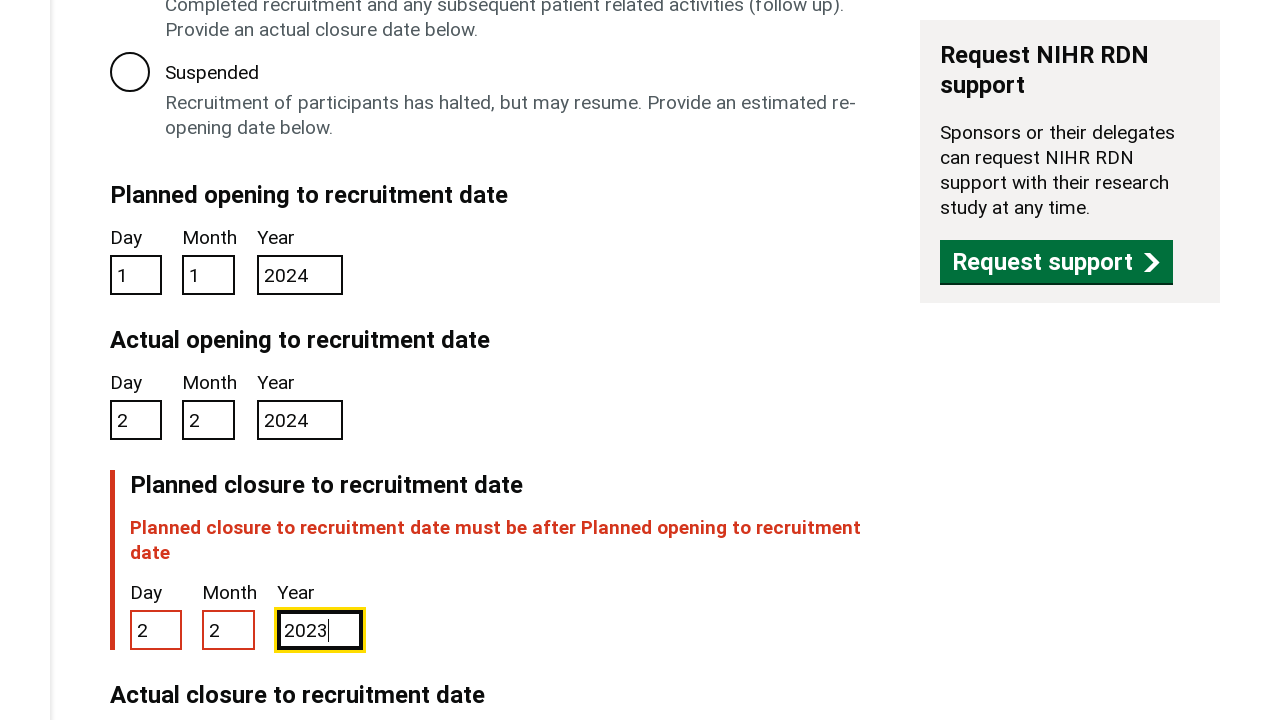 Completed recruitment and any subsequent patient related activities (follow up).
Provide an actual closure date below.
Suspended
Recruitment of participants has halted, but may resume. Provide an estimated re-
opening date below.
Planned opening to recruitment date
Day Month Year
1 1 2024
Actual opening to recruitment date
Day Month Year
2 2 2024
Planned closure to recruitment date
Planned closure to recruitment date must be after Planned opening to recruitment
date
Day Month Year
2 2 2023
Actual closure to recruitment date
Request NIHR RDN
support
Sponsors or their delegates
can request NIHR RDN
support with their research
study at any time.
Request support